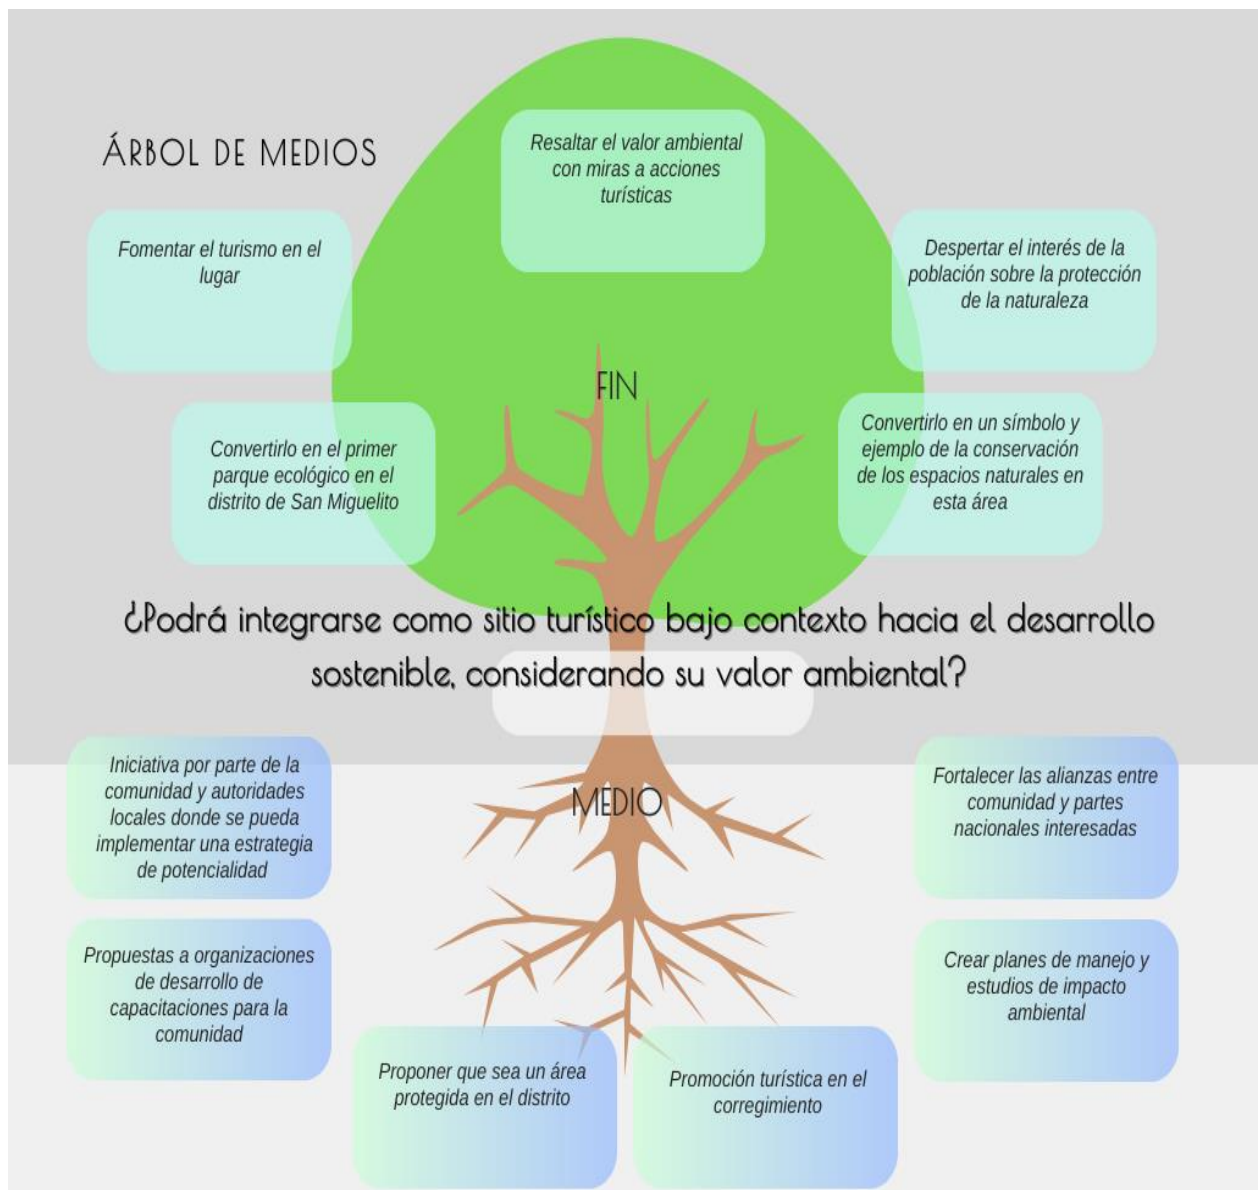 ÁRBOL DE MEDIOS
Resaltar el valor ambiental
con miras a acciones
turísticas
Fomentar el turismo en el
lugar
Despertar el interés de la
población sobre la protección
de la naturaleza
FIN
Convertirlo en el primer
parque ecológico en el
distrito de San Miguelito
Convertirlo en un símbolo y
ejemplo de la conservación
de los espacios naturales en
esta área
¿Podrá integrarse como sitio turístico bajo contexto hacia el desarrollo
sostenible, considerando su valor ambiental?
MEDIO
Iniciativa por parte de la
comunidad y autoridades
locales donde se pueda
implementar una estrategia
de potencialidad
Fortalecer las alianzas entre
comunidad y partes
nacionales interesadas
Propuestas a organizaciones
de desarrollo de
capacitaciones para la
comunidad
Crear planes de manejo y
estudios de impacto
ambiental
Proponer que sea un área
protegida en el distrito
Promoción turística en el
corregimiento